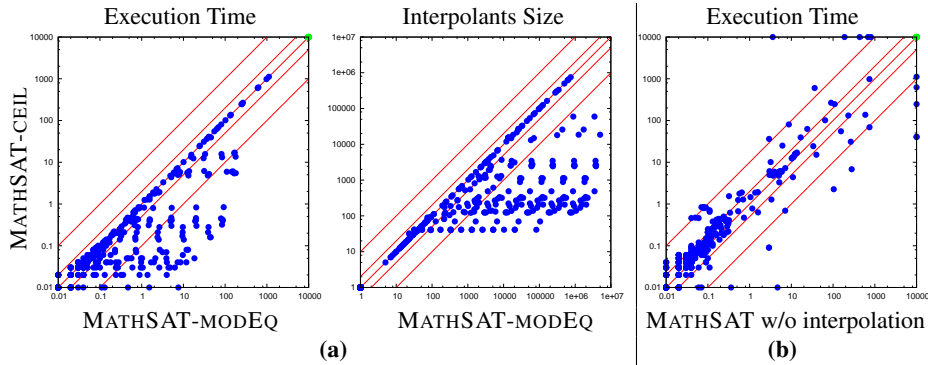 Execution Time
Interpolants Size
Execution Time
MATHSAT-CEIL
10000
1000
100
10
1
0.1
0.01
0.01 0.1 1 10 100 1000 10000
1e+07
1e+06
100000
10000
1000
100
10
1
1 10 100 1000 10000 100000 1e+06 1e+07
10000
1000
100
10
1
0.1
0.01
0.01 0.1 1 10 100 1000 10000
MATHSAT-MODEQ
MATHSAT-MODEQ
MATHSAT w/o interpolation
(a)
(b)